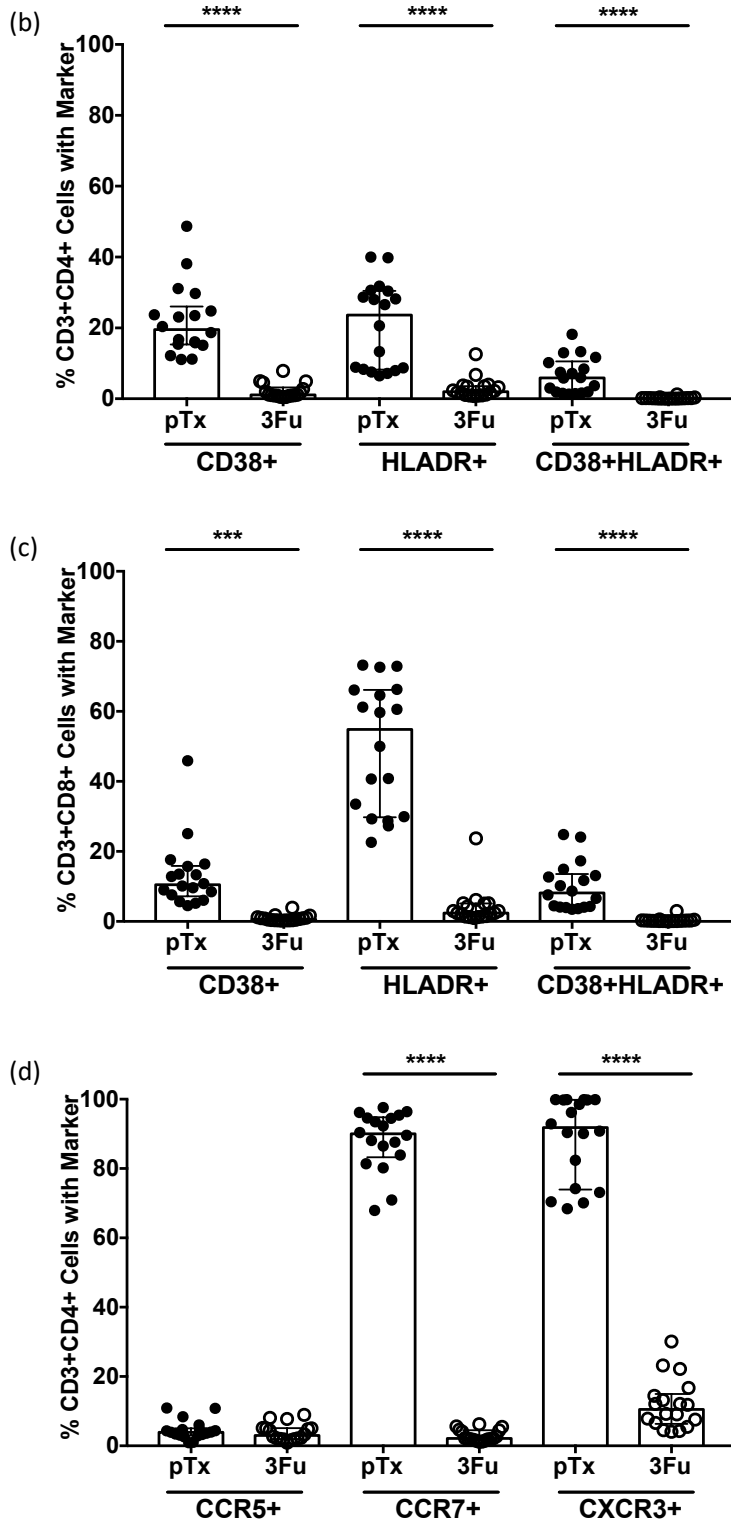 (b)
**** **** ****
% CD3+CD4+ Cells with Marker
100
80
60
40
20
0
pTx 3Fu pTx 3Fu pTx 3Fu
CD38+ HLADR+ CD38+HLADR+
(c)
*** **** ****
% CD3+CD8+ Cells with Marker
100
80
60
40
20
0
pTx 3Fu pTx 3Fu pTx 3Fu
CD38+ HLADR+ CD38+HLADR+
(d)
**** ****
% CD3+CD4+ Cells with Marker
100
80
60
40
20
0
pTx 3Fu pTx 3Fu pTx 3Fu
CCR5+ CCR7+ CXCR3+